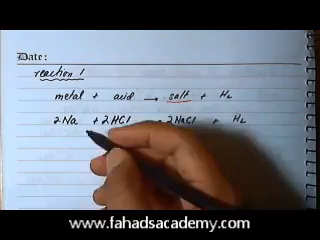 Date:
reaction 1
metal + acid → salt + H₂
2Na + 2HCl → 2NaCl + H₂
www.fahadsacademy.com